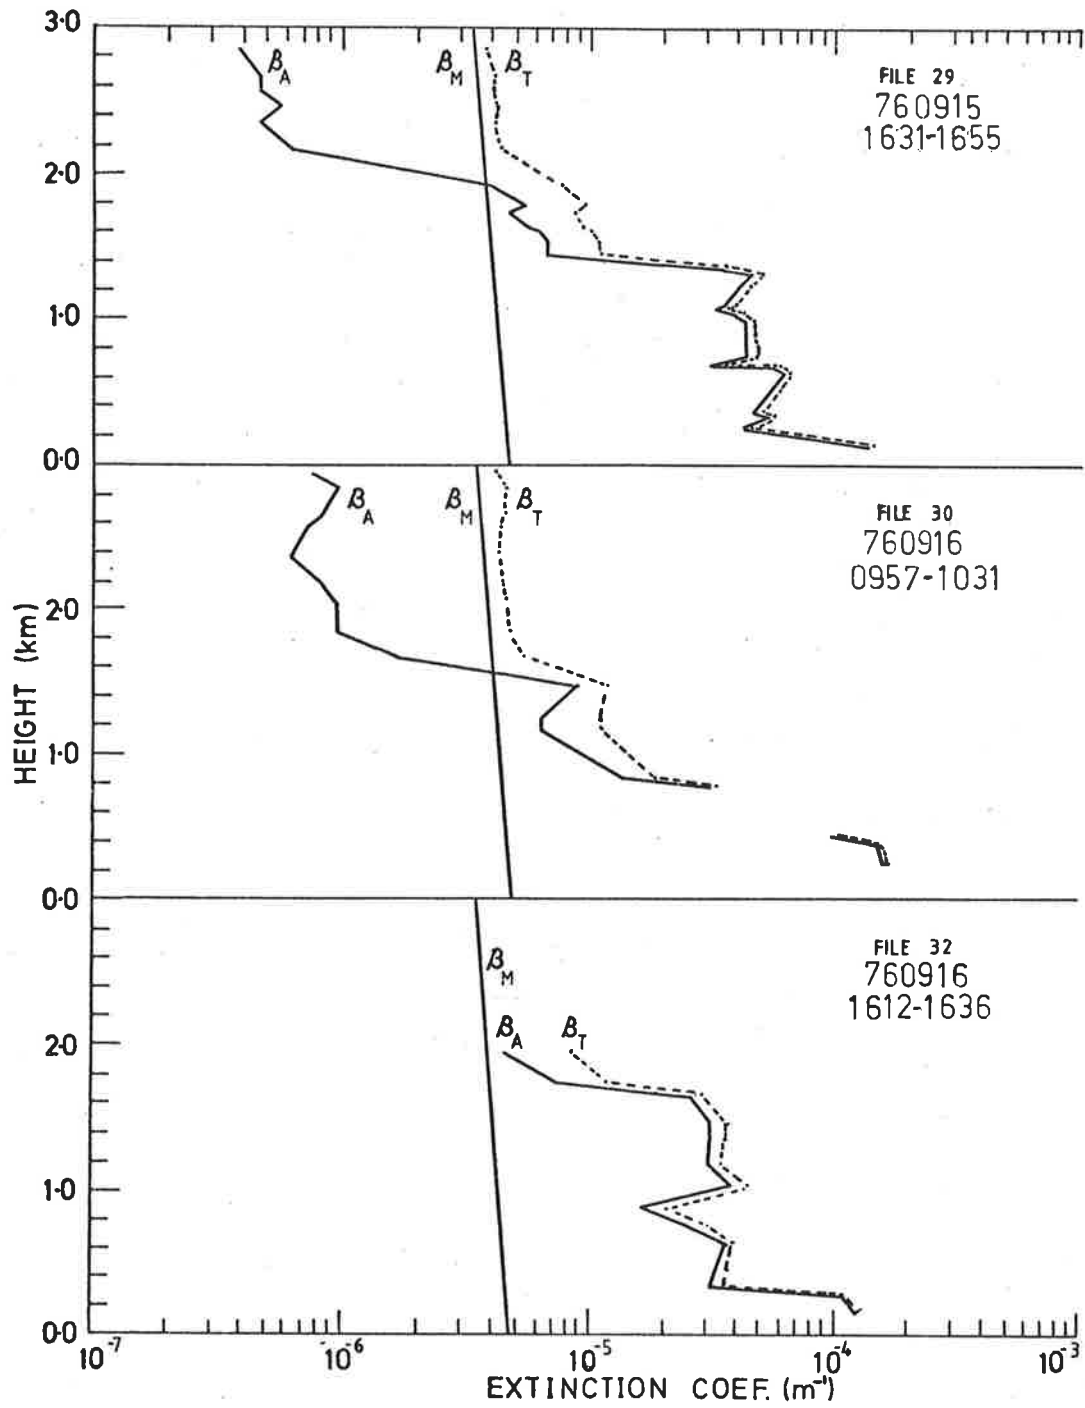 3·0
β_A
β_M
β_T
FILE 29
760915
1631-1655
2·0
1·0
0·0
β_A
β_M
β_T
FILE 30
760916
0957-1031
2·0
1·0
0·0
HEIGHT (km)
β_M
FILE 32
760916
1612-1636
β_A
β_T
2·0
1·0
0·0
10⁻⁷
10⁻⁶
10⁻⁵
10⁻⁴
10⁻³
EXTINCTION COEF. (m⁻¹)